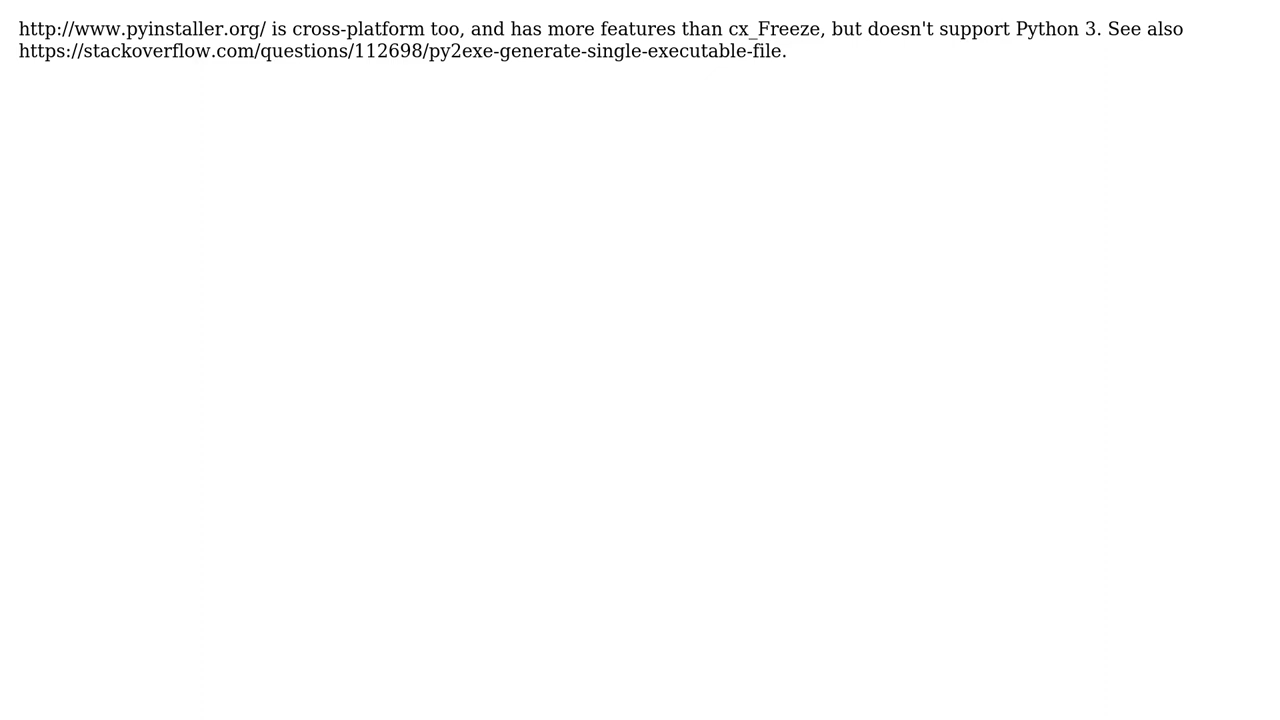 http://www.pyinstaller.org/ is cross-platform too, and has more features than cx_Freeze, but doesn't support Python 3. See also
https://stackoverflow.com/questions/112698/py2exe-generate-single-executable-file.